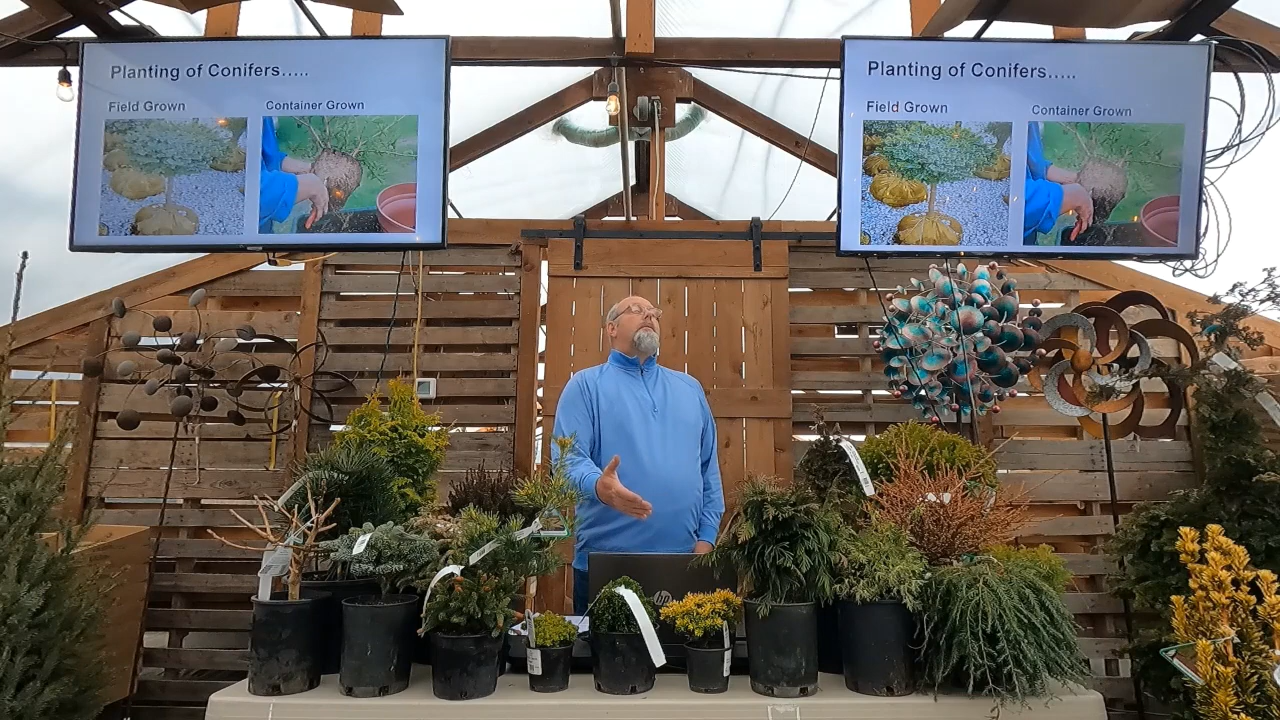 Planting of Conifers.....
Field Grown
Container Grown
Planting of Conifers.....
Field Grown
Container Grown
hp